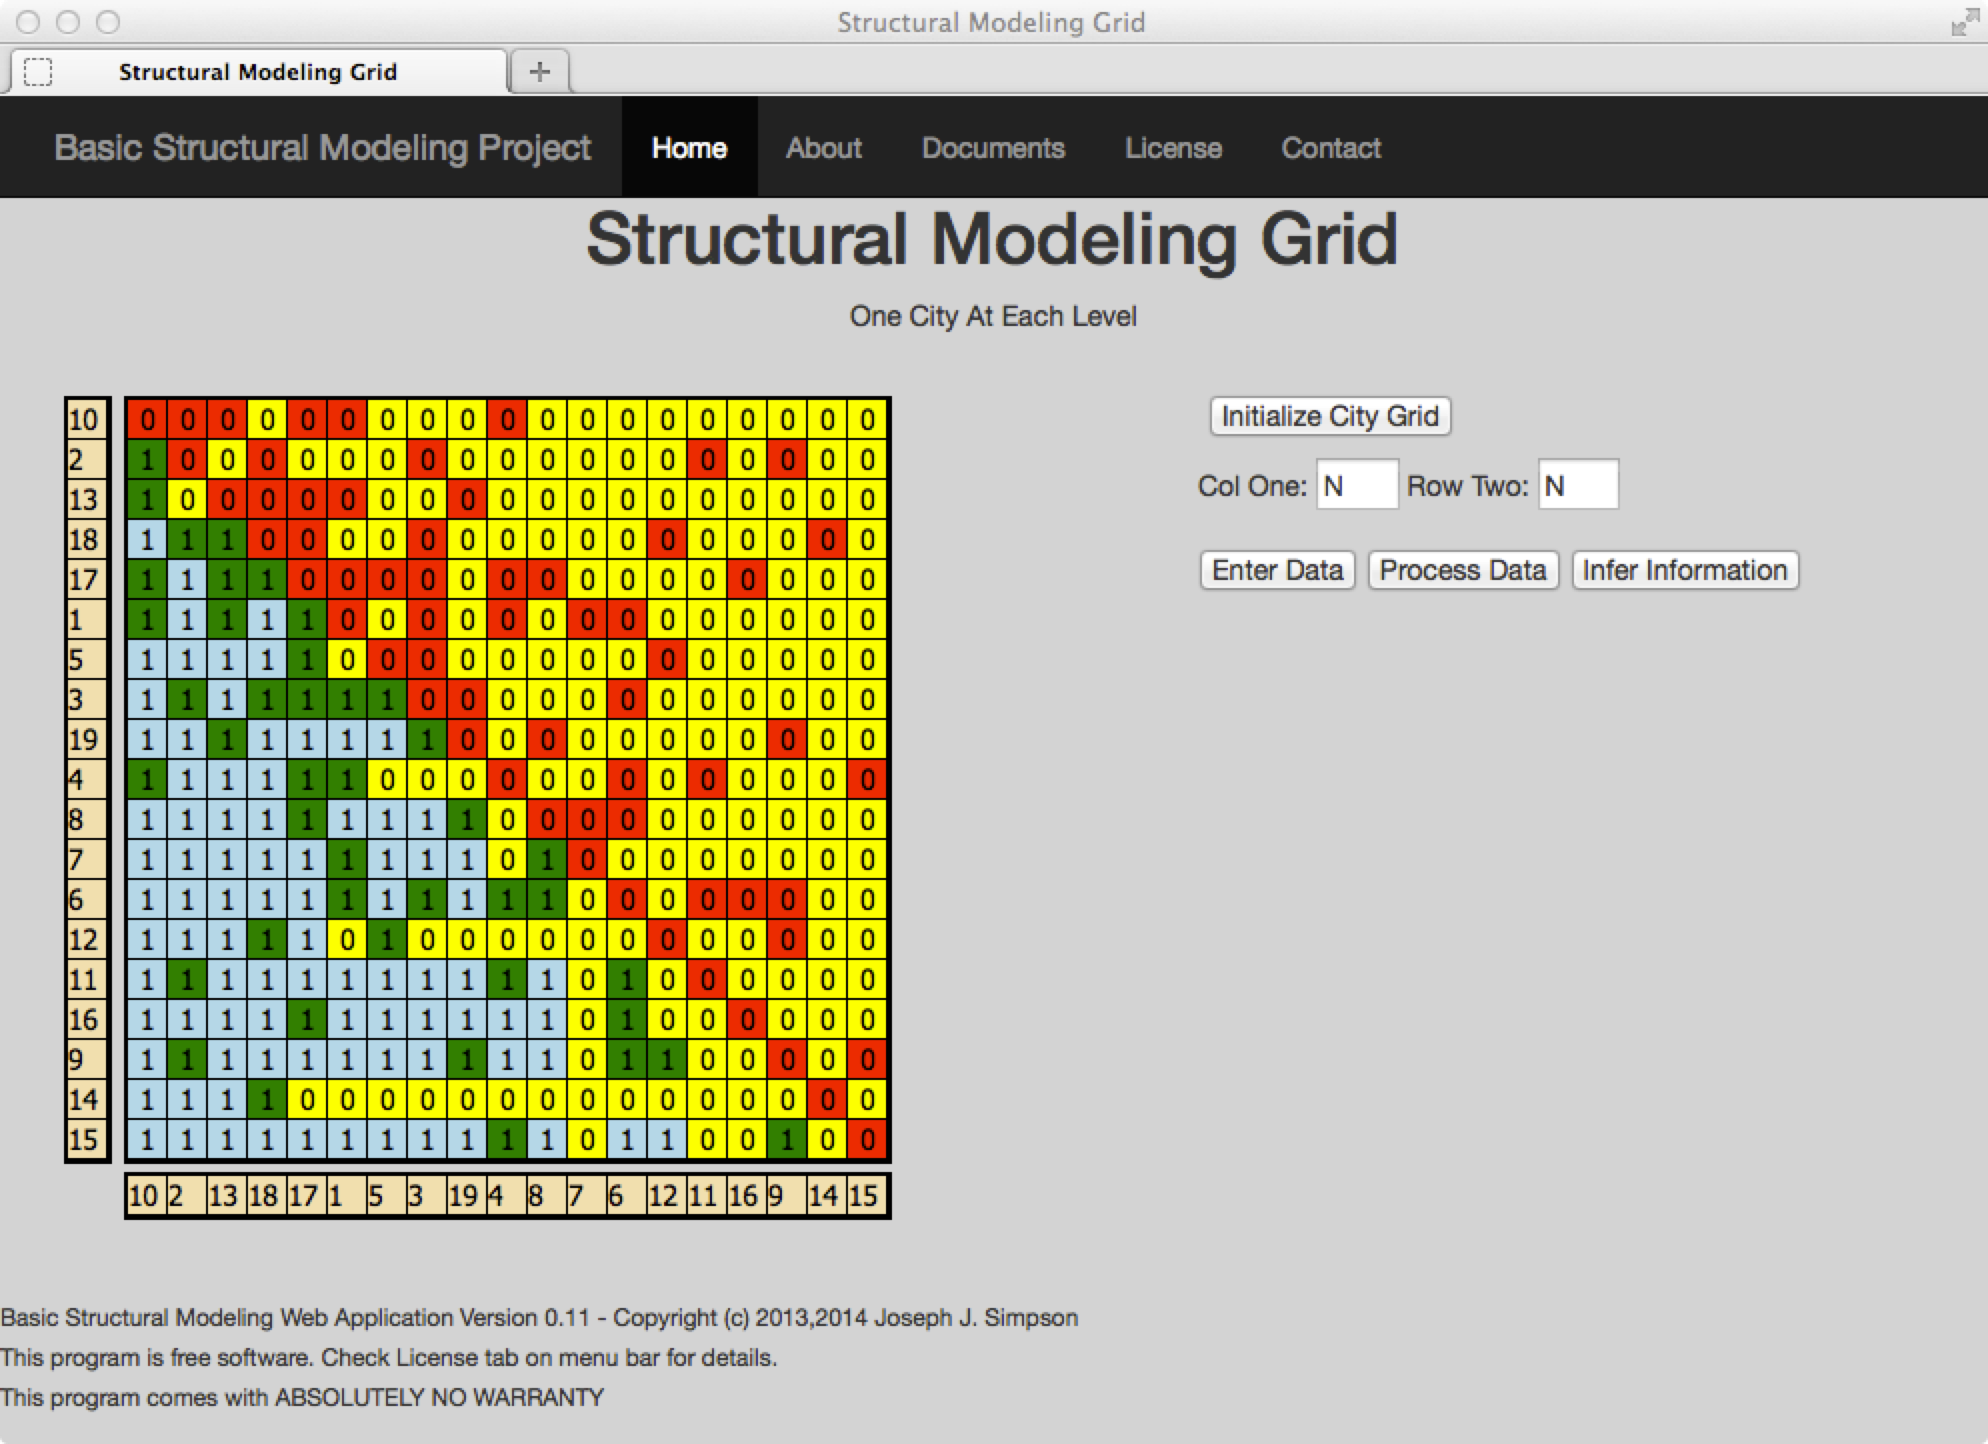 Structural Modeling Grid
Structural Modeling Grid
Basic Structural Modeling Project Home About Documents License Contact
Structural Modeling Grid
One City At Each Level
Initialize City Grid
Col One: N Row Two: N
Enter Data Process Data Infer Information
10 0 0 0 0 0 0 0 0 0 0 0 0 0 0 0 0 0 0 0
2 1 0 0 0 0 0 0 0 0 0 0 0 0 0 0 0 0 0 0
13 1 0 0 0 0 0 0 0 0 0 0 0 0 0 0 0 0 0 0
18 1 1 1 0 0 0 0 0 0 0 0 0 0 0 0 0 0 0 0
17 1 1 1 1 0 0 0 0 0 0 0 0 0 0 0 0 0 0 0
1 1 1 1 1 1 0 0 0 0 0 0 0 0 0 0 0 0 0 0
5 1 1 1 1 1 0 0 0 0 0 0 0 0 0 0 0 0 0 0
3 1 1 1 1 1 1 1 0 0 0 0 0 0 0 0 0 0 0 0
19 1 1 1 1 1 1 1 1 0 0 0 0 0 0 0 0 0 0 0
4 1 1 1 1 1 1 0 0 0 0 0 0 0 0 0 0 0 0 0
8 1 1 1 1 1 1 1 1 1 0 0 0 0 0 0 0 0 0 0
7 1 1 1 1 1 1 1 1 1 0 1 0 0 0 0 0 0 0 0
6 1 1 1 1 1 1 1 1 1 1 1 0 0 0 0 0 0 0 0
12 1 1 1 1 1 0 1 0 0 0 0 0 0 0 0 0 0 0 0
11 1 1 1 1 1 1 1 1 1 1 1 0 1 0 0 0 0 0 0
16 1 1 1 1 1 1 1 1 1 1 1 0 1 0 0 0 0 0 0
9 1 1 1 1 1 1 1 1 1 1 1 0 1 1 0 0 0 0 0
14 1 1 1 1 0 0 0 0 0 0 0 0 0 0 0 0 0 0 0
15 1 1 1 1 1 1 1 1 1 1 1 0 1 1 0 0 1 0 0
10 2 13 18 17 1 5 3 19 4 8 7 6 12 11 16 9 14 15
Basic Structural Modeling Web Application Version 0.11 - Copyright (c) 2013,2014 Joseph J. Simpson
This program is free software. Check License tab on menu bar for details.
This program comes with ABSOLUTELY NO WARRANTY